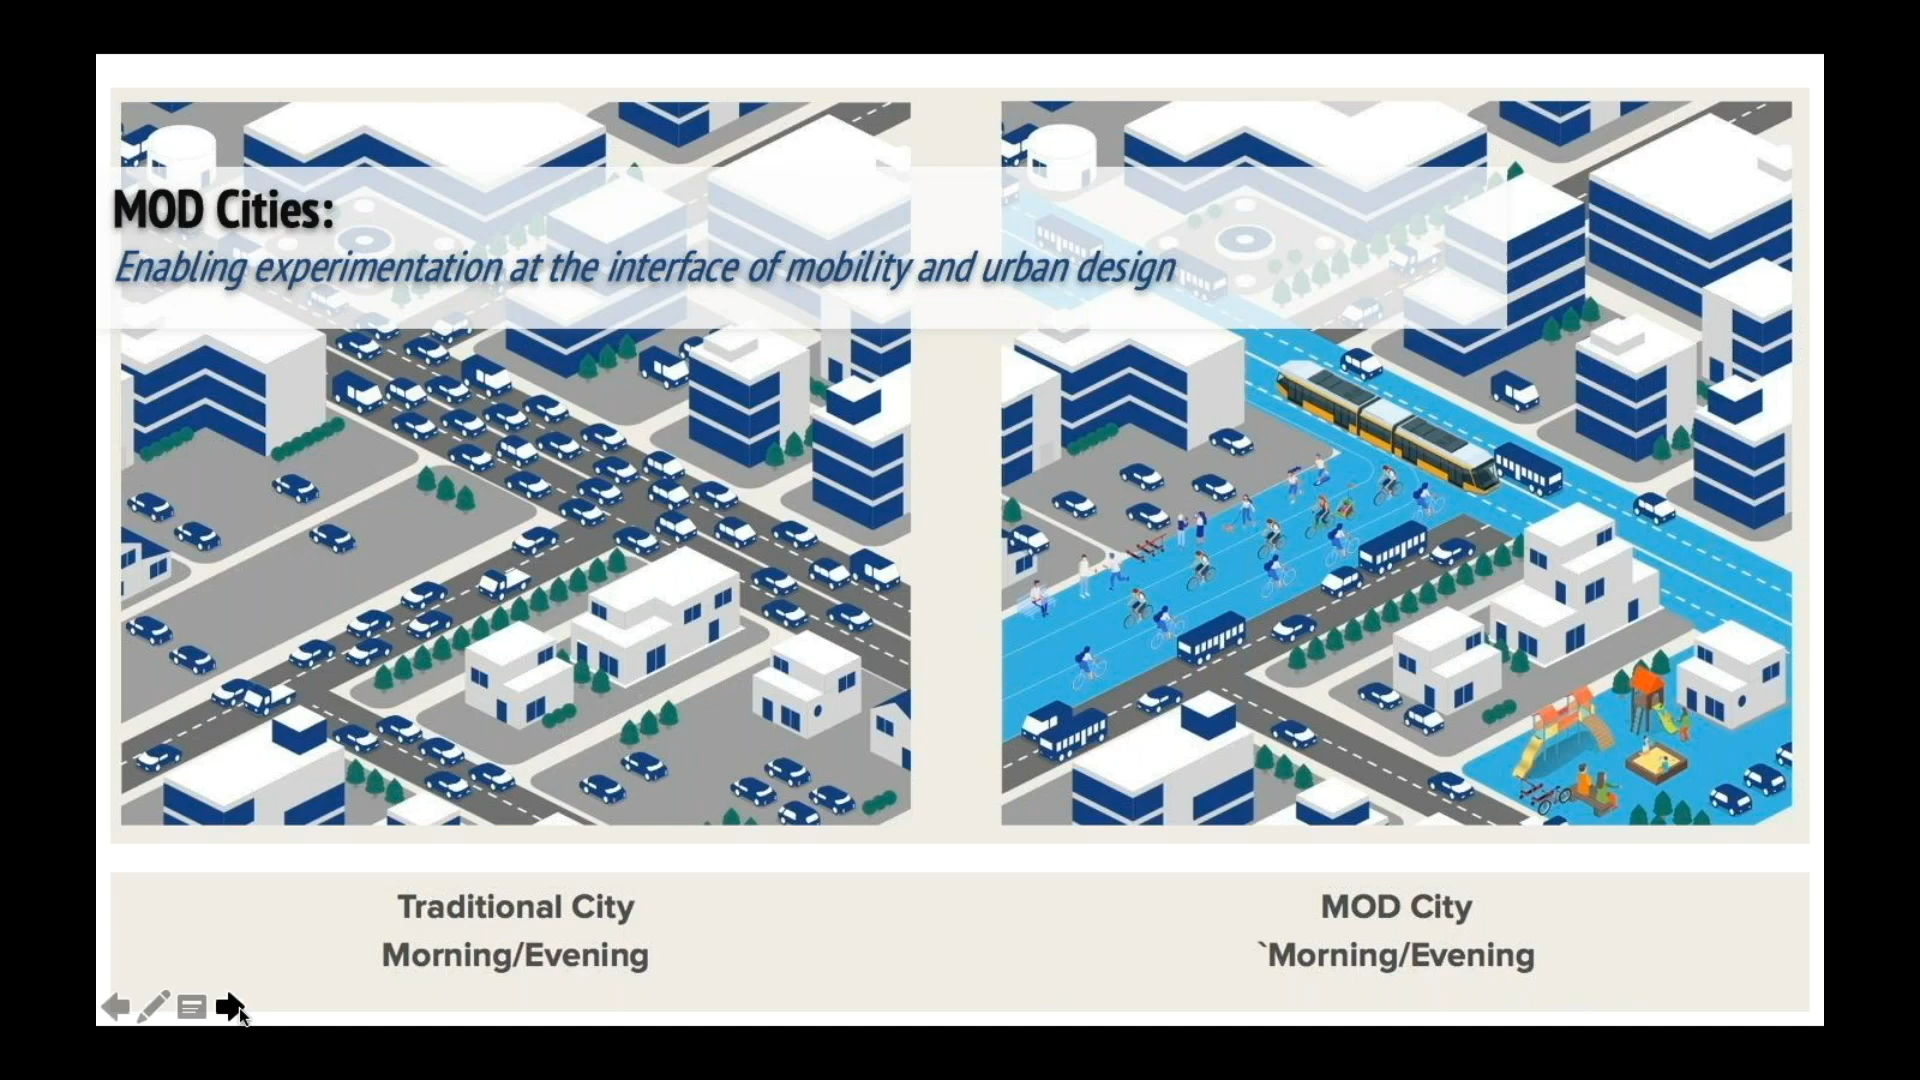 MOD Cities:
Enabling experimentation at the interface of mobility and urban design
Traditional City
Morning/Evening
MOD City
`Morning/Evening